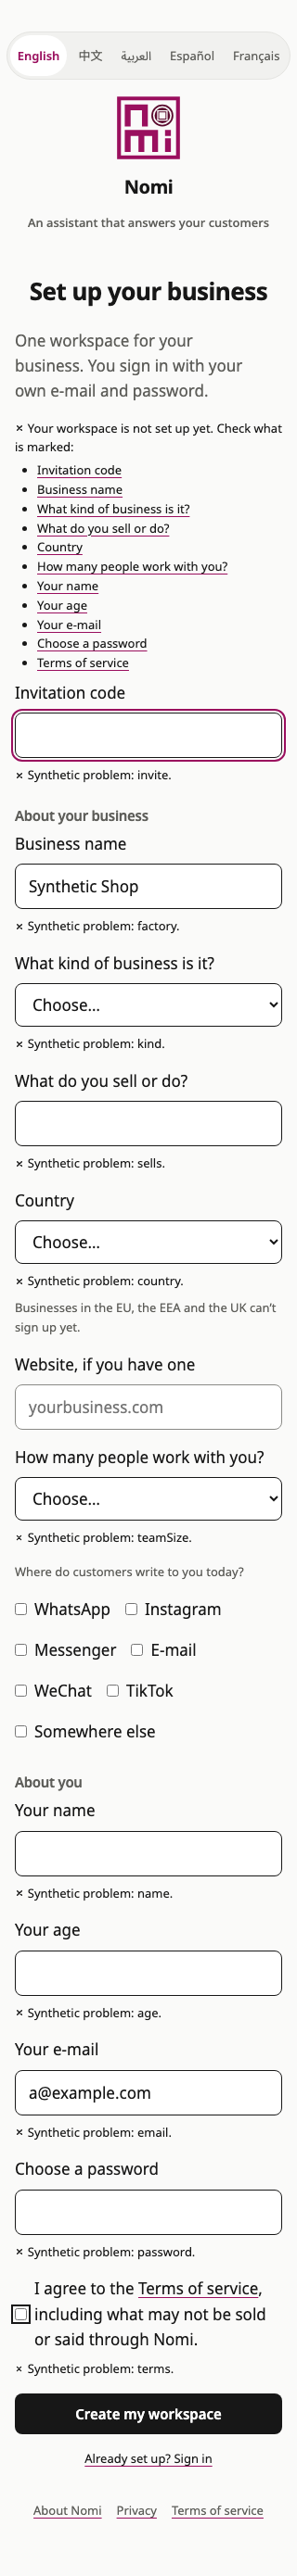 English 中文 العربية Español Français
Nomi
An assistant that answers your customers
Set up your business
One workspace for your
business. You sign in with your
own e-mail and password.
× Your workspace is not set up yet. Check what
is marked:
• Invitation code
• Business name
• What kind of business is it?
• What do you sell or do?
• Country
• How many people work with you?
• Your name
• Your age
• Your e-mail
• Choose a password
• Terms of service
Invitation code
× Synthetic problem: invite.
About your business
Business name
Synthetic Shop
× Synthetic problem: factory.
What kind of business is it?
Choose...
× Synthetic problem: kind.
What do you sell or do?
× Synthetic problem: sells.
Country
Choose...
× Synthetic problem: country.
Businesses in the EU, the EEA and the UK can’t
sign up yet.
Website, if you have one
yourbusiness.com
How many people work with you?
Choose...
× Synthetic problem: teamSize.
Where do customers write to you today?
WhatsApp Instagram
Messenger E-mail
WeChat TikTok
Somewhere else
About you
Your name
× Synthetic problem: name.
Your age
× Synthetic problem: age.
Your e-mail
a@example.com
× Synthetic problem: email.
Choose a password
× Synthetic problem: password.
I agree to the Terms of service,
including what may not be sold
or said through Nomi.
× Synthetic problem: terms.
Create my workspace
Already set up? Sign in
About Nomi Privacy Terms of service